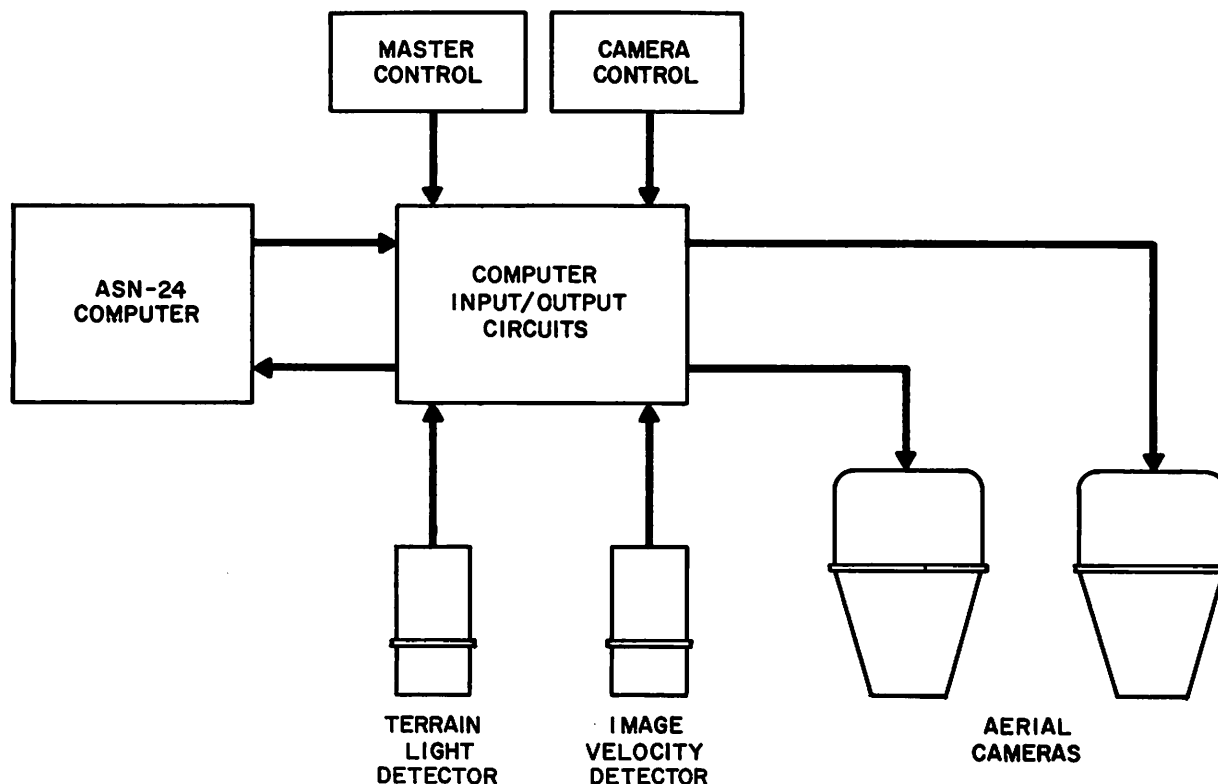 MASTER
CONTROL
CAMERA
CONTROL
ASN-24
COMPUTER
COMPUTER
INPUT/OUTPUT
CIRCUITS
TERRAIN
LIGHT
DETECTOR
IMAGE
VELOCITY
DETECTOR
AERIAL
CAMERAS